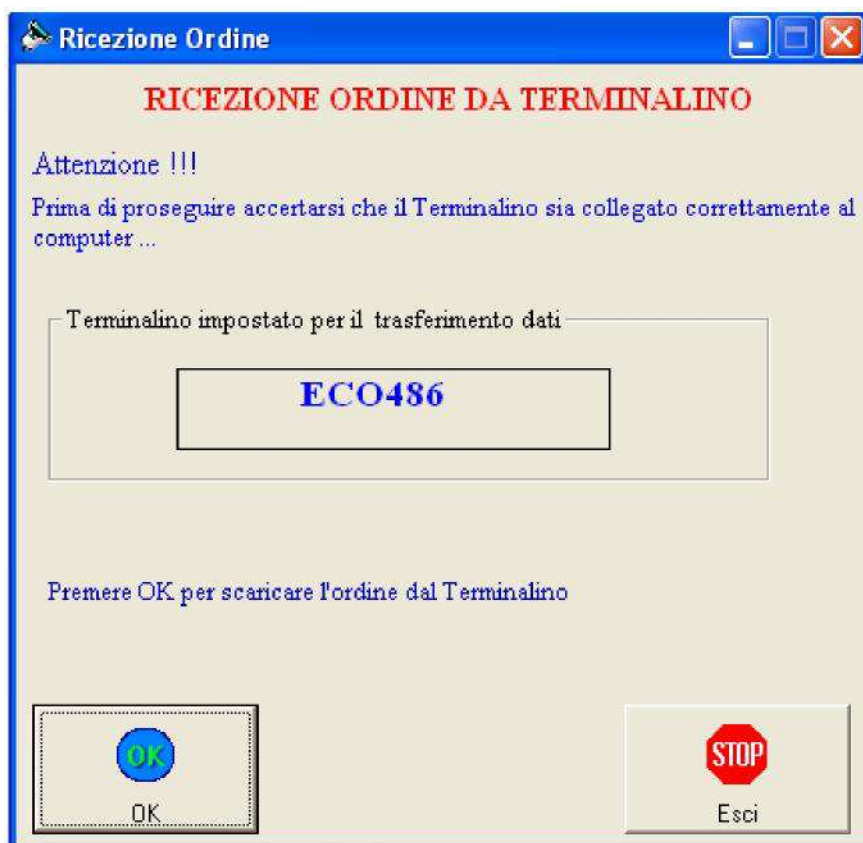 Ricezione Ordine
RICEZIONE ORDINE DA TERMINALINO
Attenzione !!!
Prima di proseguire accertarsi che il Terminalino sia collegato correttamente al
computer ...
Terminalino impostato per il trasferimento dati
ECO486
Premere OK per scaricare l'ordine dal Terminalino
OK
STOP
OK
Esci